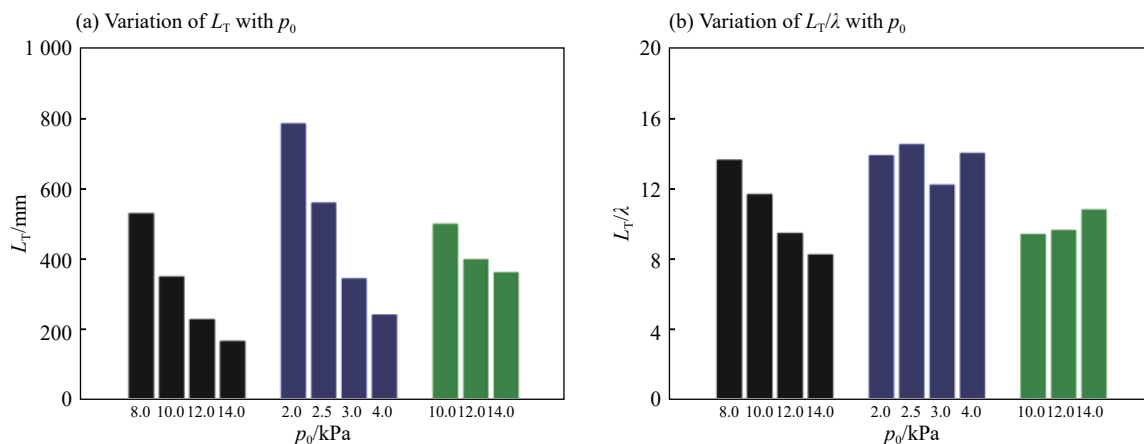 (a) Variation of L_T with p_0
1 000
800
600
400
200
0
L_T/mm
8.0 10.0 12.0 14.0 2.0 2.5 3.0 4.0 10.0 12.0 14.0
p_0/kPa
(b) Variation of L_T/λ with p_0
20
16
12
8
4
0
L_T/λ
8.0 10.0 12.0 14.0 2.0 2.5 3.0 4.0 10.0 12.0 14.0
p_0/kPa